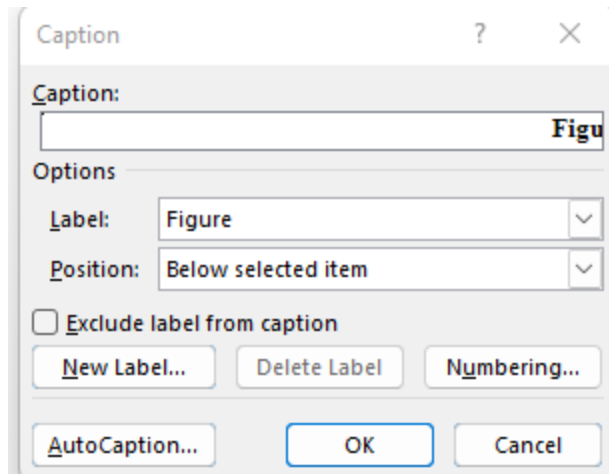 Caption ?
Caption:
Figu
Options
Label: Figure
Position: Below selected item
Exclude label from caption
New Label... Delete Label Numbering...
AutoCaption... OK Cancel